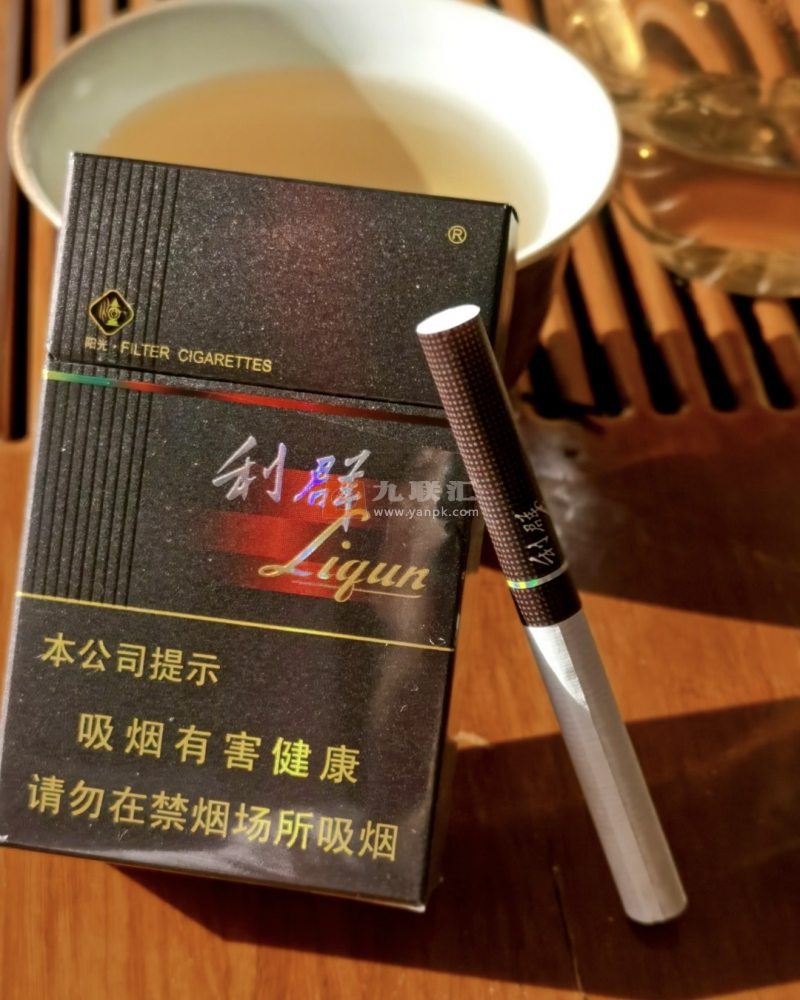 ®
阳光·FILTER CIGARETTES
利群
Liqun
九联汇
www.yanpk.com
利群
本公司提示
吸烟有害健康
请勿在禁烟场所吸烟